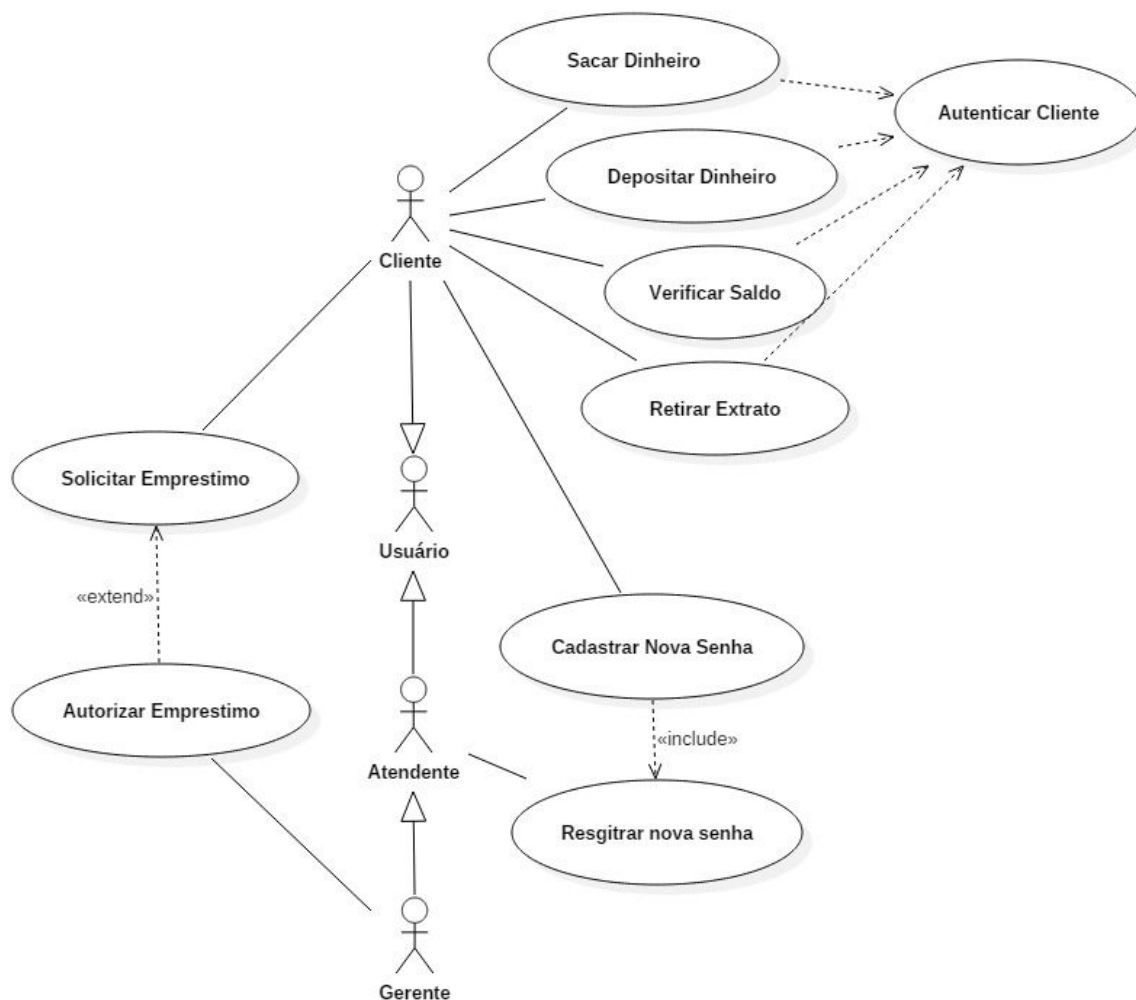 Sacar Dinheiro
Autenticar Cliente
Depositar Dinheiro
Cliente
Verificar Saldo
Retirar Extrato
Solicitar Emprestimo
Usuário
«extend»
Cadastrar Nova Senha
Autorizar Emprestimo
«include»
Atendente
Resgitrar nova senha
Gerente